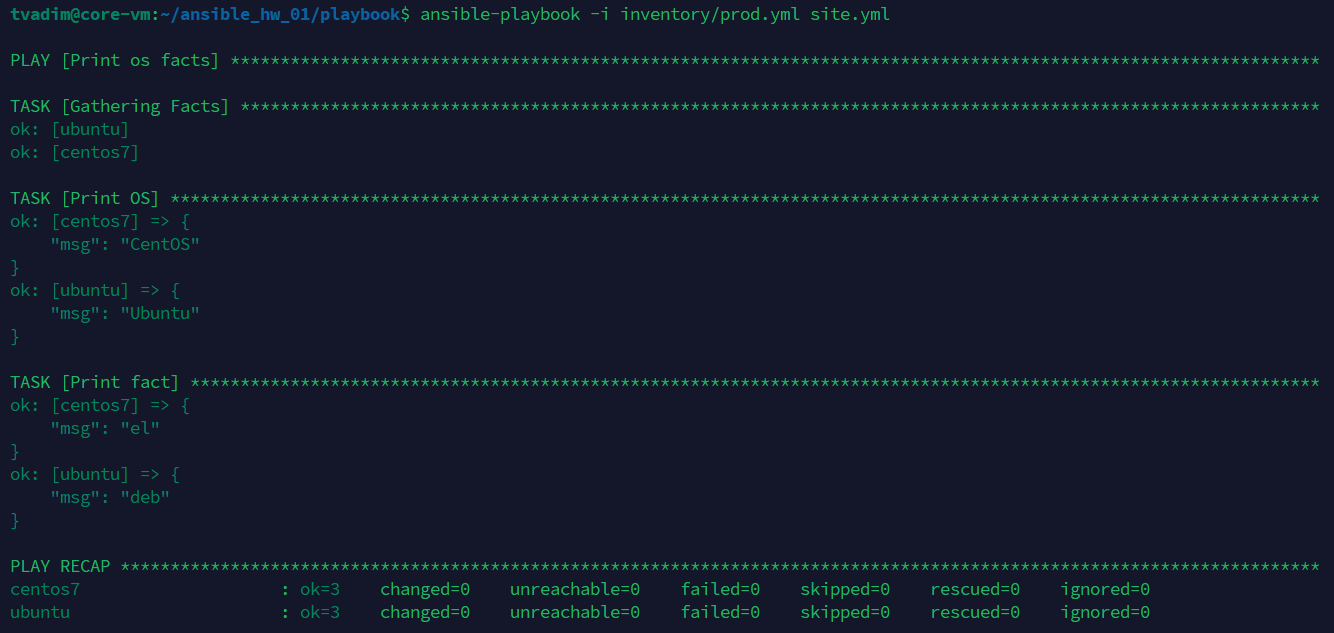 tvadim@core-vm:~/ansible_hw_01/playbook$ ansible-playbook -i inventory/prod.yml site.yml

PLAY [Print os facts] *************************************************************************************************************

TASK [Gathering Facts] ************************************************************************************************************
ok: [ubuntu]
ok: [centos7]

TASK [Print OS] *******************************************************************************************************************
ok: [centos7] => {
    "msg": "CentOS"
}
ok: [ubuntu] => {
    "msg": "Ubuntu"
}

TASK [Print fact] *****************************************************************************************************************
ok: [centos7] => {
    "msg": "el"
}
ok: [ubuntu] => {
    "msg": "deb"
}

PLAY RECAP ************************************************************************************************************************
centos7                    : ok=3    changed=0    unreachable=0    failed=0    skipped=0    rescued=0    ignored=0
ubuntu                     : ok=3    changed=0    unreachable=0    failed=0    skipped=0    rescued=0    ignored=0